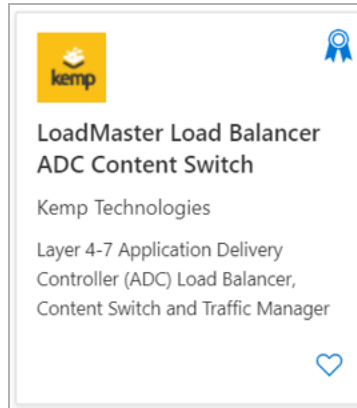 kemp
LoadMaster Load Balancer
ADC Content Switch
Kemp Technologies
Layer 4-7 Application Delivery
Controller (ADC) Load Balancer,
Content Switch and Traffic Manager